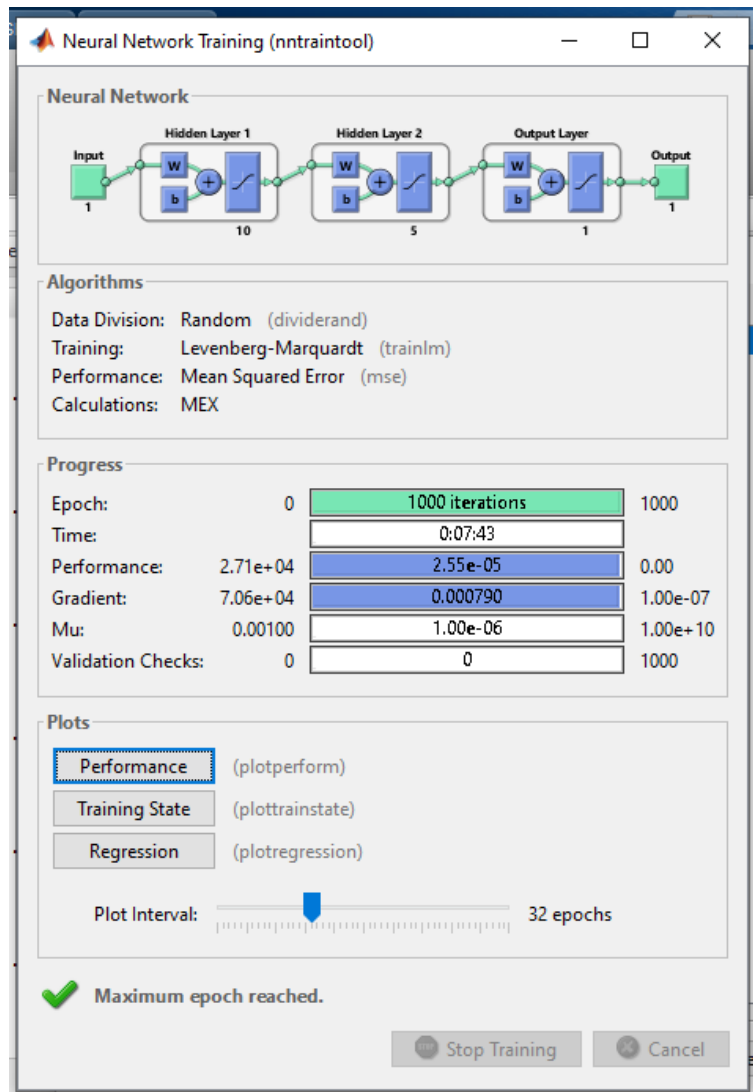 Neural Network Training (nntraintool)
Neural Network
Hidden Layer 1 Hidden Layer 2 Output Layer
Input Output
W W W
+ + +
b b b
1 1
10 5 1
Algorithms
Data Division: Random (dividerand)
Training: Levenberg-Marquardt (trainlm)
Performance: Mean Squared Error (mse)
Calculations: MEX
Progress
Epoch: 0 1000 iterations 1000
Time: 0:07:43
Performance: 2.71e+04 2.55e-05 0.00
Gradient: 7.06e+04 0.000790 1.00e-07
Mu: 0.00100 1.00e-06 1.00e+10
Validation Checks: 0 0 1000
Plots
Performance (plotperform)
Training State (plottrainstate)
Regression (plotregression)
Plot Interval: 32 epochs
Maximum epoch reached.
STOP Stop Training Cancel